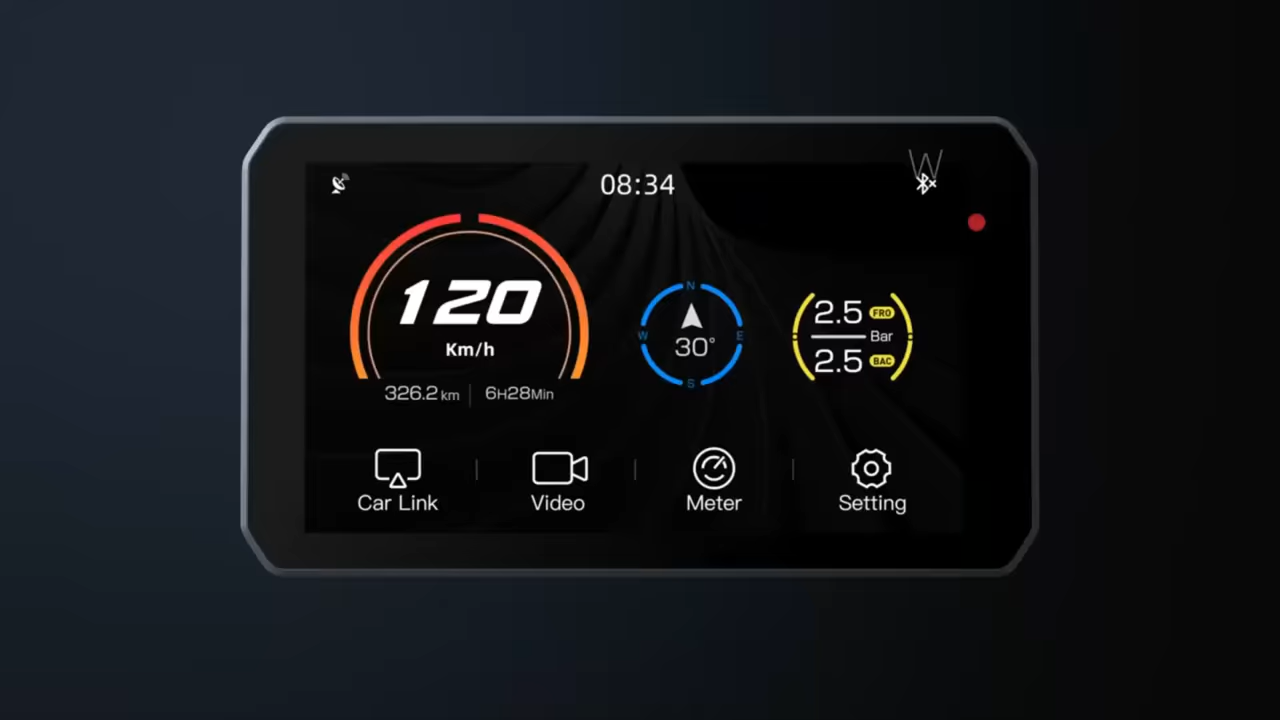 W
08:34
120
Km/h
326.2 km 6H28Min
N
W E
30°
S
2.5 FRO
Bar
2.5 BAC
Car Link Video Meter Setting